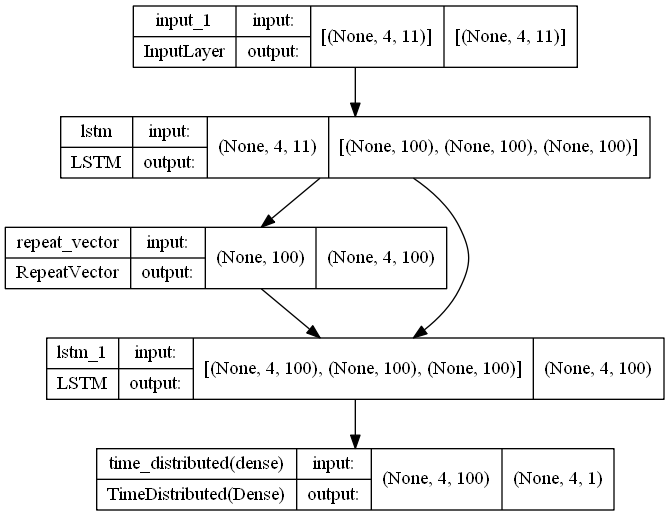 input_1 input: [(None, 4, 11)] [(None, 4, 11)]
InputLayer output:
lstm input: (None, 4, 11) [(None, 100), (None, 100), (None, 100)]
LSTM output:
repeat_vector input: (None, 100) (None, 4, 100)
RepeatVector output:
lstm_1 input: [(None, 4, 100), (None, 100), (None, 100)] (None, 4, 100)
LSTM output:
time_distributed(dense) input: (None, 4, 100) (None, 4, 1)
TimeDistributed(Dense) output: